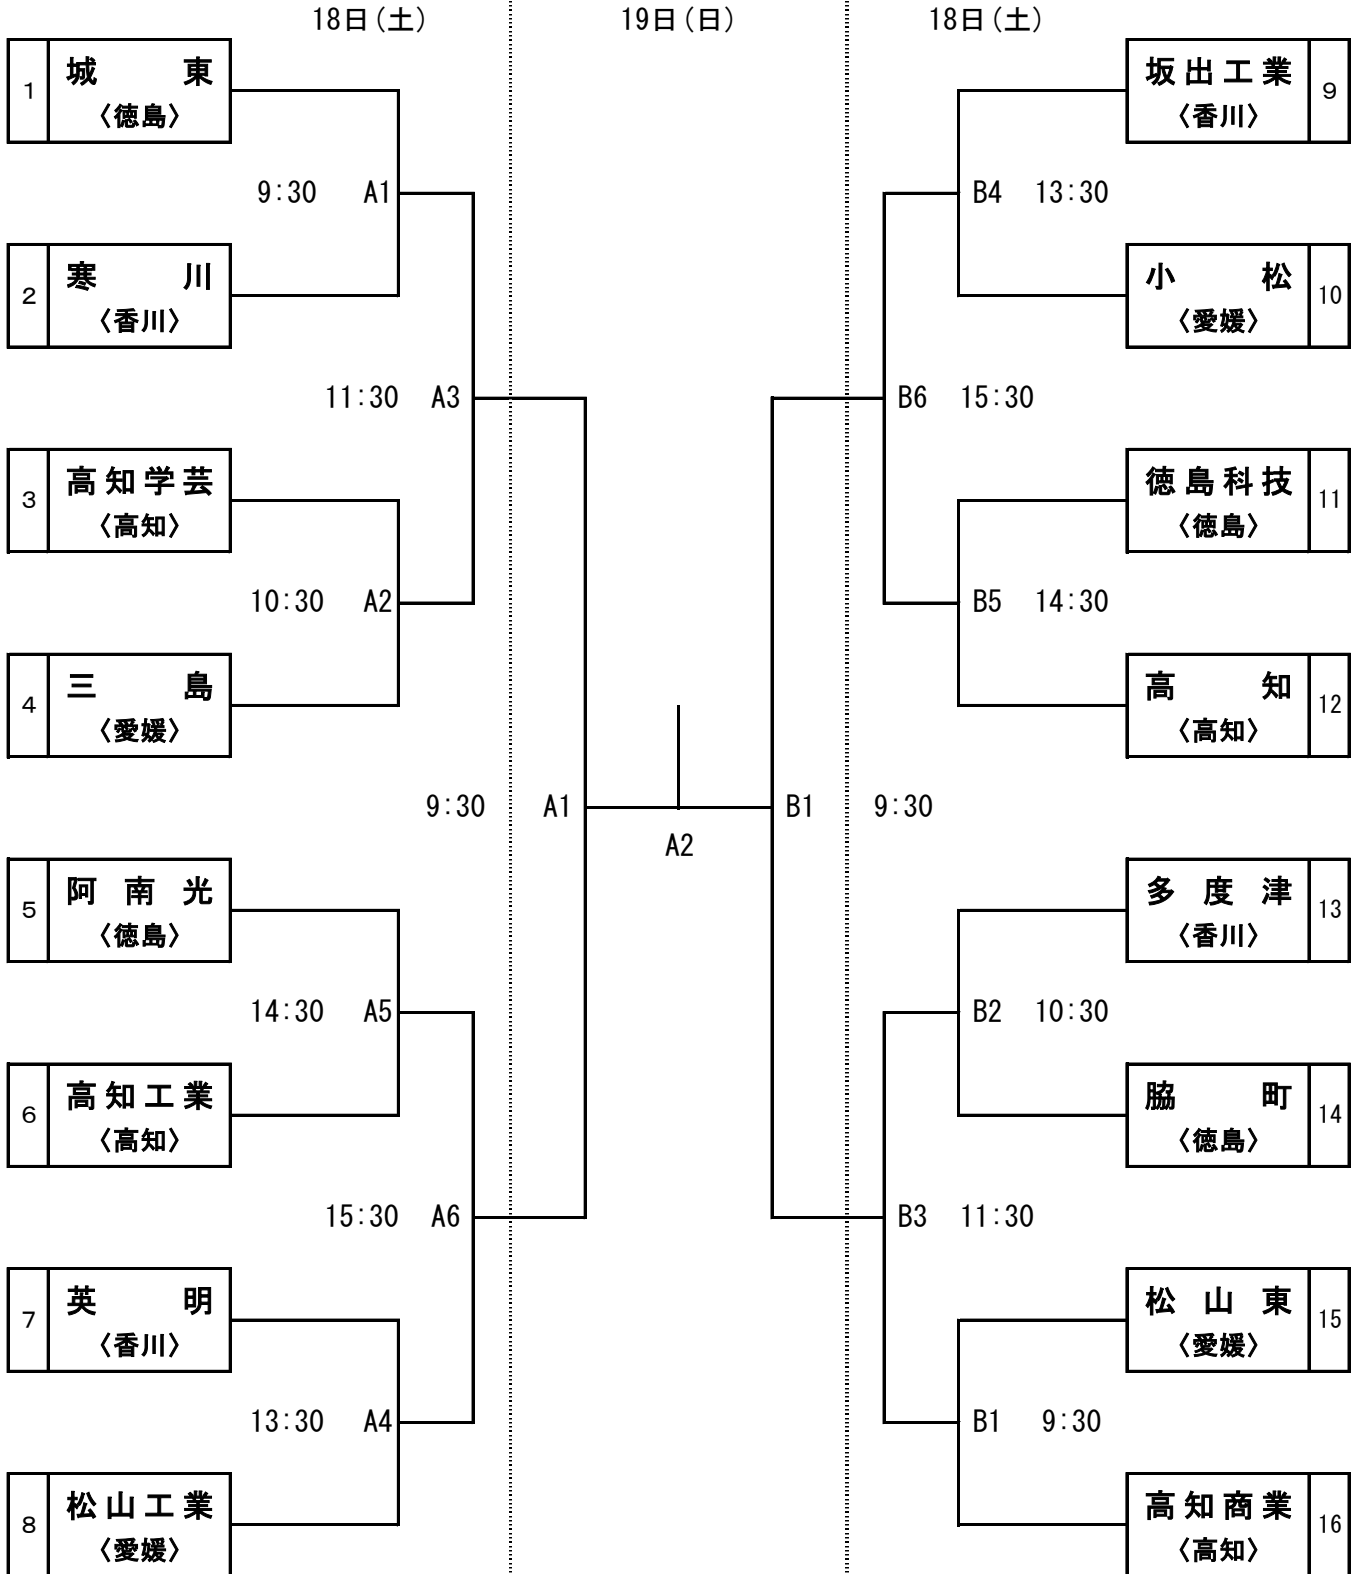 18日(土) 19日(日) 18日(土)
1 城東
〈徳島〉
9:30 A1
2 寒川
〈香川〉
11:30 A3
3 高知学芸
〈高知〉
10:30 A2
4 三島
〈愛媛〉
9:30 A1
5 阿南光
〈徳島〉
14:30 A5
6 高知工業
〈高知〉
15:30 A6
7 英明
〈香川〉
13:30 A4
8 松山工業
〈愛媛〉
A2
坂出工業 9
〈香川〉
B4 13:30
小松 10
〈愛媛〉
B6 15:30
徳島科技 11
〈徳島〉
B5 14:30
高知 12
〈高知〉
B1 9:30
多度津 13
〈香川〉
B2 10:30
脇町 14
〈徳島〉
B3 11:30
松山東 15
〈愛媛〉
B1 9:30
高知商業 16
〈高知〉